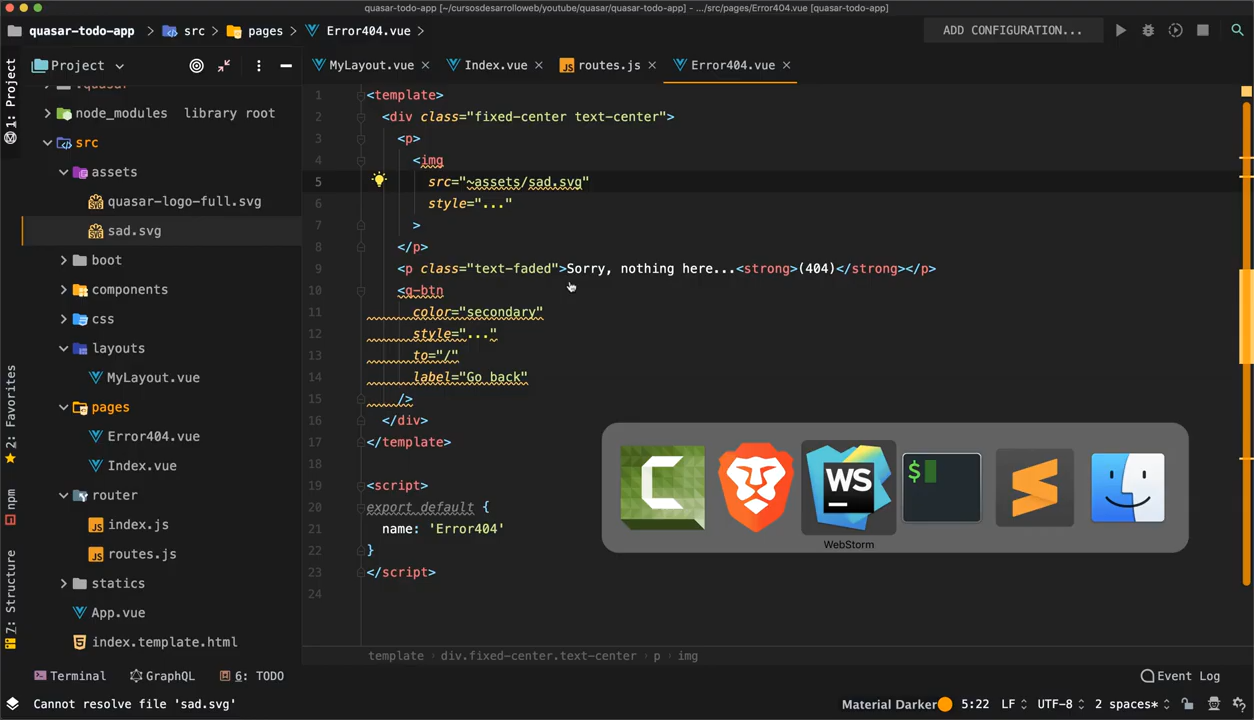 quasar-todo-app [~/cursosdesarrolloweb/youtube/quasar/quasar-todo-app] - .../src/pages/Error404.vue [quasar-todo-app]
quasar-todo-app src pages Error404.vue
ADD CONFIGURATION...
Project
MyLayout.vue Index.vue routes.js Error404.vue
1: Project
2: Favorites
npm
7: Structure
.quasar
node_modules library root
src
assets
quasar-logo-full.svg
sad.svg
boot
components
css
layouts
MyLayout.vue
pages
Error404.vue
Index.vue
router
index.js
routes.js
statics
App.vue
index.template.html
1 <template>
2 <div class="fixed-center text-center">
3 <p>
4 <img
5 src="~assets/sad.svg"
6 style="..."
7 >
8 </p>
9 <p class="text-faded">Sorry, nothing here...<strong>(404)</strong></p>
10 <q-btn
11 color="secondary"
12 style="..."
13 to="/"
14 label="Go back"
15 />
16 </div>
17 </template>
18
19 <script>
20 export default {
21 name: 'Error404'
22 }
23 </script>
24
C
WS
$
WebStorm
template div.fixed-center.text-center p img
Terminal GraphQL 6: TODO Event Log
Cannot resolve file 'sad.svg' Material Darker 5:22 LF UTF-8 2 spaces*